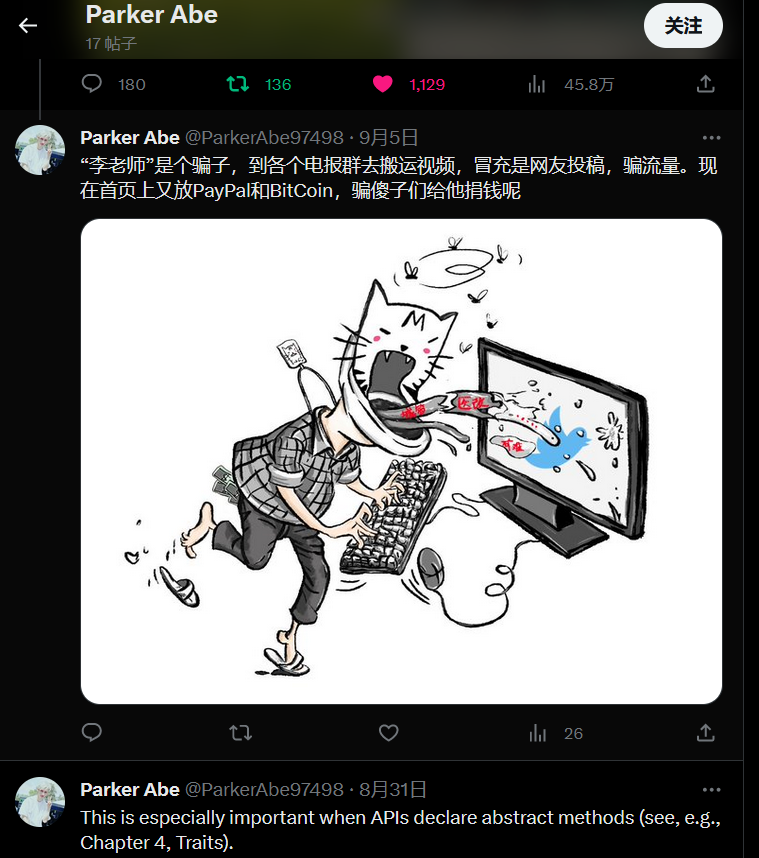 Parker Abe
17 帖子
关注
180 136 1,129 45.8万
Parker Abe @ParkerAbe97498 · 9月5日
“李老师”是个骗子，到各个电报群去搬运视频，冒充是网友投稿，骗流量。现
在首页上又放PayPal和BitCoin，骗傻子们给他捐钱呢
M
26
Parker Abe @ParkerAbe97498 · 8月31日
This is especially important when APIs declare abstract methods (see, e.g.,
Chapter 4, Traits).